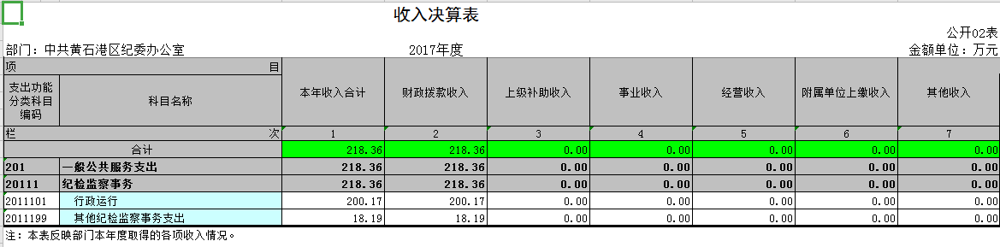 收入决算表
公开02表
部门：中共黄石港区纪委办公室 2017年度 金额单位：万元
项 目
支出功能分类科目编码 科目名称 本年收入合计 财政拨款收入 上级补助收入 事业收入 经营收入 附属单位上缴收入 其他收入
栏 次 1 2 3 4 5 6 7
合计 218.36 218.36 0.00 0.00 0.00 0.00 0.00
201 一般公共服务支出 218.36 218.36 0.00 0.00 0.00 0.00 0.00
20111 纪检监察事务 218.36 218.36 0.00 0.00 0.00 0.00 0.00
2011101 行政运行 200.17 200.17 0.00 0.00 0.00 0.00 0.00
2011199 其他纪检监察事务支出 18.19 18.19 0.00 0.00 0.00 0.00 0.00
注：本表反映部门本年度取得的各项收入情况。